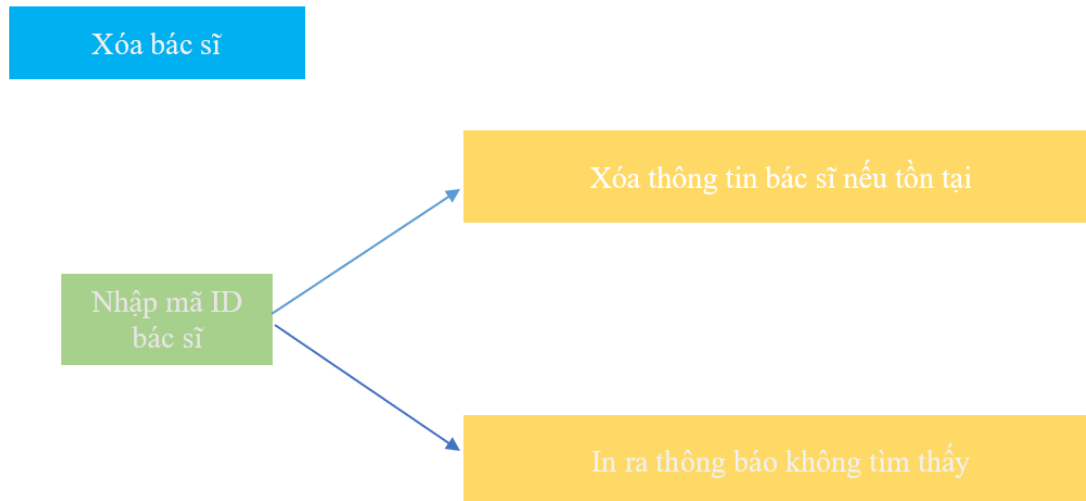 Xóa bác sĩ
Xóa thông tin bác sĩ nếu tồn tại
Nhập mã ID
bác sĩ
In ra thông báo không tìm thấy